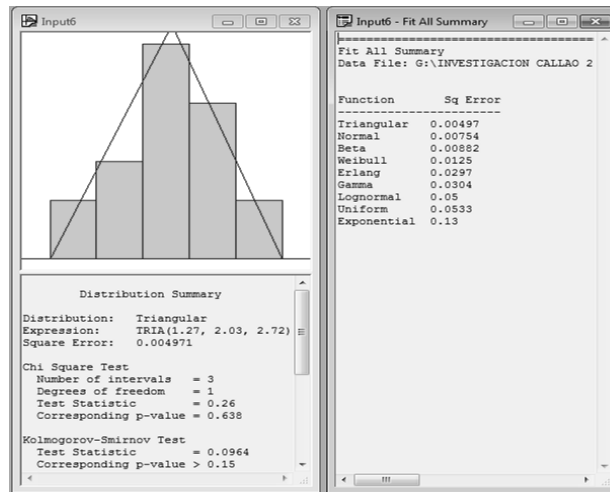 Input6
Distribution Summary
Distribution: Triangular
Expression: TRIA(1.27, 2.03, 2.72)
Square Error: 0.004971
Chi Square Test
Number of intervals = 3
Degrees of freedom = 1
Test Statistic = 0.26
Corresponding p-value = 0.638
Kolmogorov-Smirnov Test
Test Statistic = 0.0964
Corresponding p-value > 0.15
Input6 - Fit All Summary
Fit All Summary
Data File: G:\INVESTIGACION CALLAO 2
Function Sq Error
Triangular 0.00497
Normal 0.00754
Beta 0.00882
Weibull 0.0125
Erlang 0.0297
Gamma 0.0304
Lognormal 0.05
Uniform 0.0533
Exponential 0.13